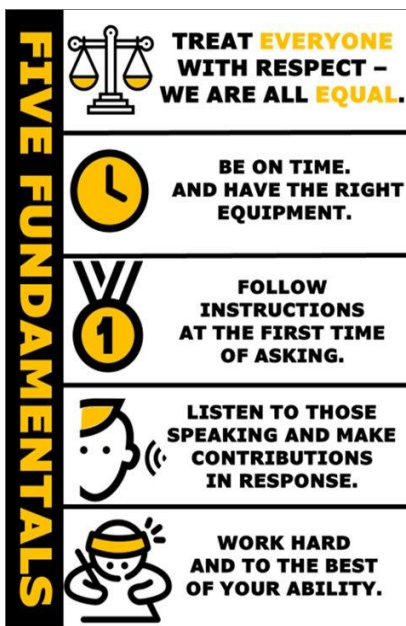 FIVE FUNDAMENTALS
TREAT EVERYONE
WITH RESPECT –
WE ARE ALL EQUAL.
BE ON TIME.
AND HAVE THE RIGHT
EQUIPMENT.
1
FOLLOW
INSTRUCTIONS
AT THE FIRST TIME
OF ASKING.
LISTEN TO THOSE
SPEAKING AND MAKE
CONTRIBUTIONS
IN RESPONSE.
WORK HARD
AND TO THE BEST
OF YOUR ABILITY.